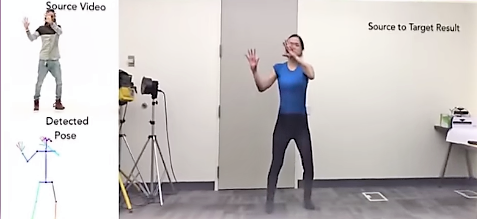 Source Video
Source to Target Result
Detected
Pose